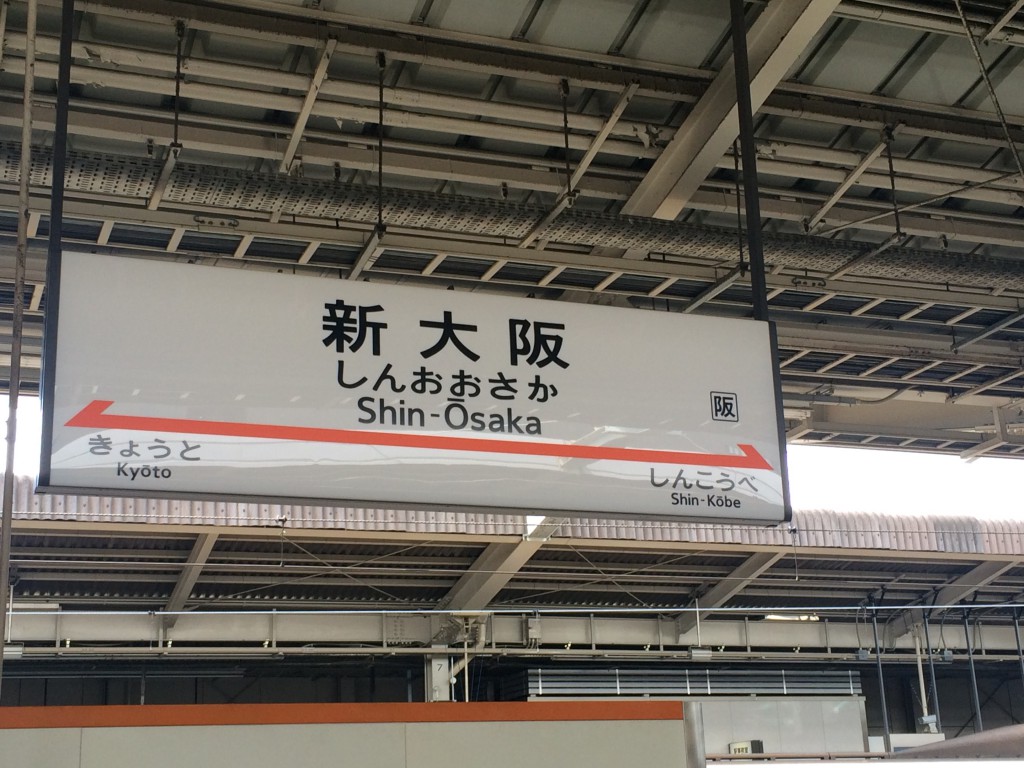 新大阪
しんおおさか
Shin-Ōsaka
阪
きょうと
Kyōto
しんこうべ
Shin-Kōbe
7